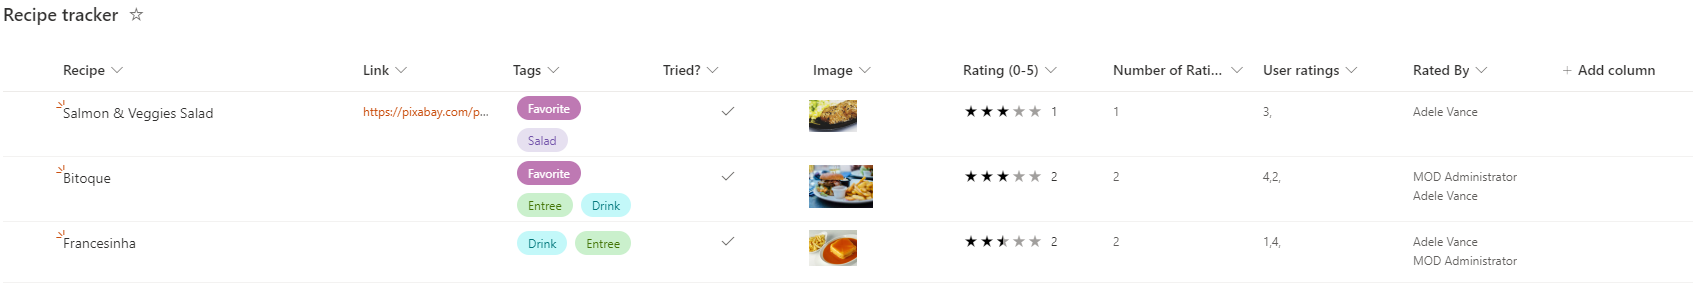 Recipe tracker
Recipe Link Tags Tried? Image Rating (0-5) Number of Rati... User ratings Rated By + Add column
Salmon & Veggies Salad https://pixabay.com/p... Favorite 1 1 3, Adele Vance
Salad
Bitoque Favorite 2 2 4,2, MOD Administrator
Entree Drink Adele Vance
Francesinha Drink Entree 2 2 1,4, Adele Vance
MOD Administrator